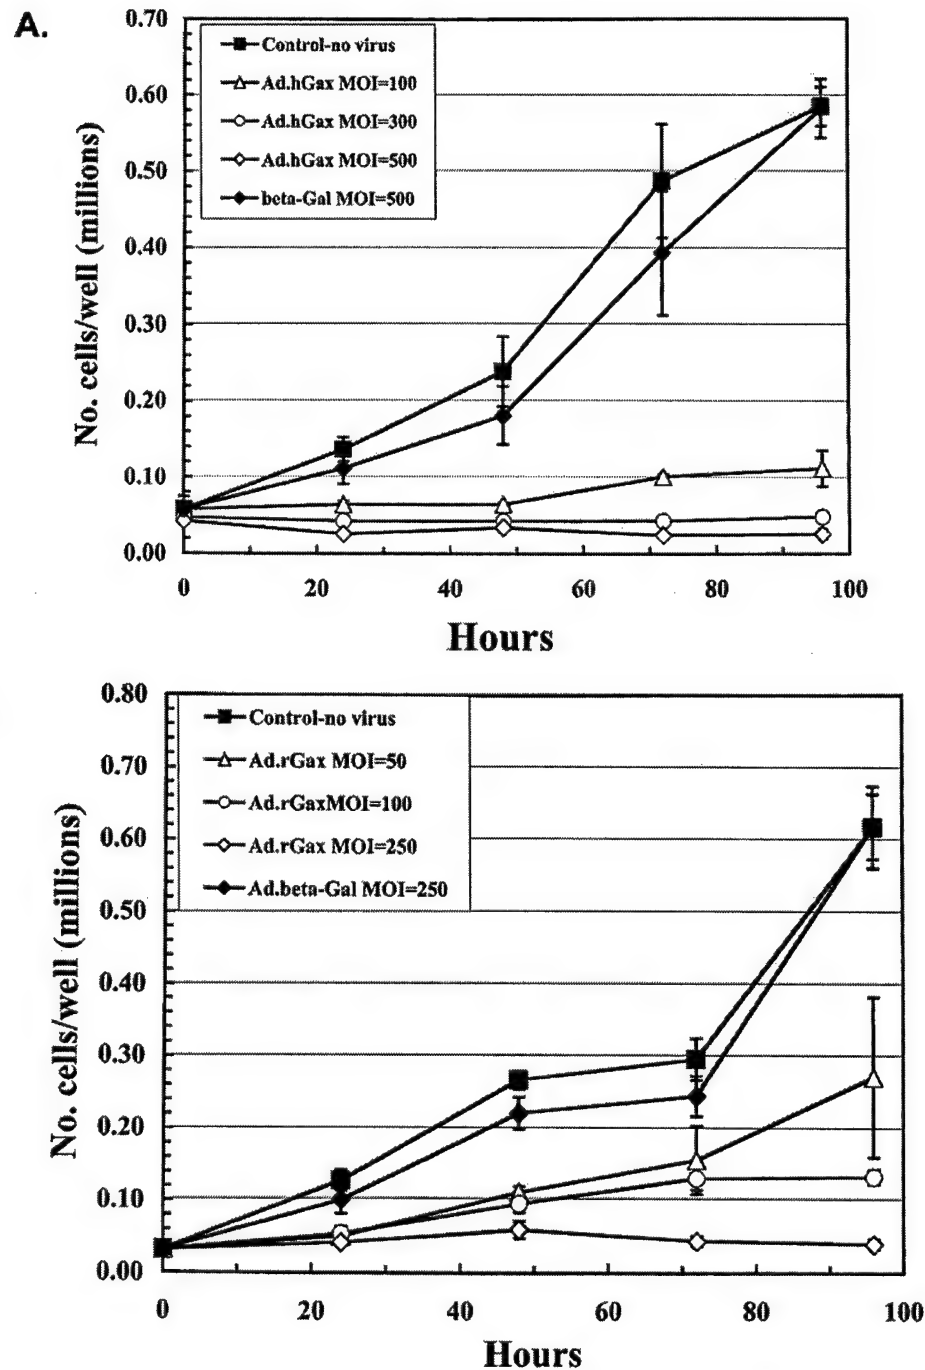 A.
0.70
Control-no virus
Ad.hGax MOI=100
0.60
Ad.hGax MOI=300
Ad.hGax MOI=500
0.50
beta-Gal MOI=500
0.40
0.30
0.20
0.10
0.00
No. cells/well (millions)
0 20 40 60 80 100
Hours
0.80
Control-no virus
Ad.rGax MOI=50
0.70
Ad.rGaxMOI=100
Ad.rGax MOI=250
0.60
Ad.beta-Gal MOI=250
0.50
0.40
0.30
0.20
0.10
0.00
No. cells/well (millions)
0 20 40 60 80 100
Hours